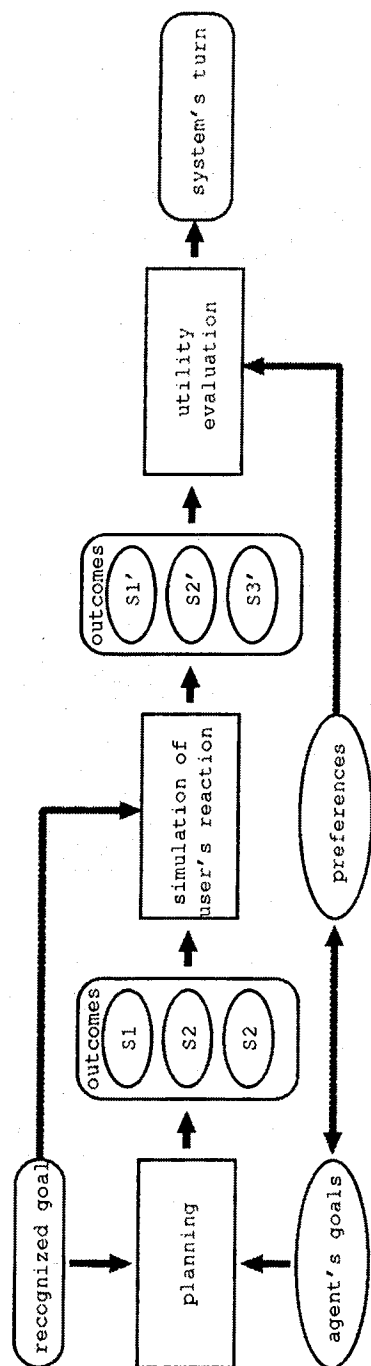 recognized goal
planning
agent's goals
outcomes
S1
S2
S2
simulation of
user's reaction
preferences
outcomes
S1'
S2'
S3'
utility
evaluation
system's turn